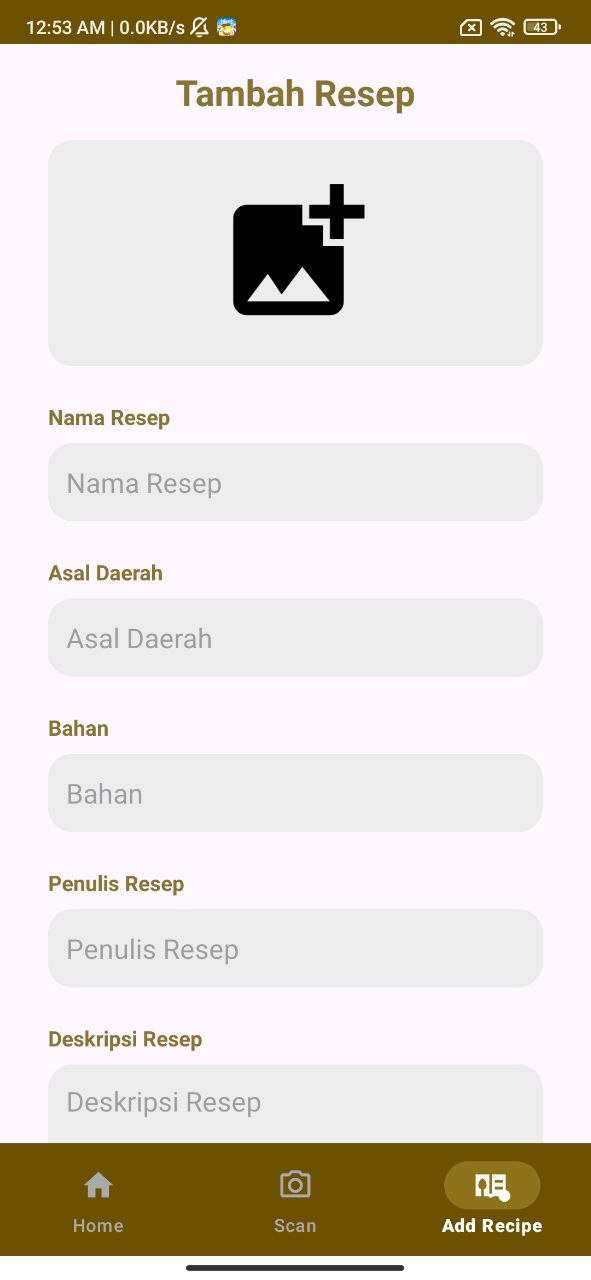 12:53 AM | 0.0KB/s
43
Tambah Resep
Nama Resep
Nama Resep
Asal Daerah
Asal Daerah
Bahan
Bahan
Penulis Resep
Penulis Resep
Deskripsi Resep
Deskripsi Resep
Home
Scan
Add Recipe